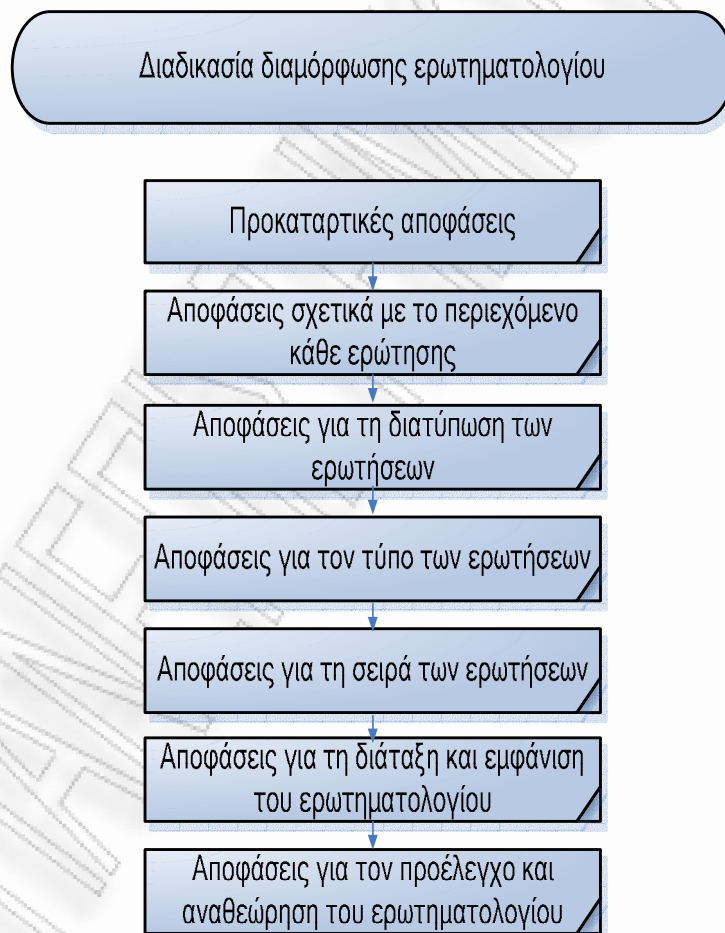 Διαδικασία διαμόρφωσης ερωτηματολογίου
Προκαταρτικές αποφάσεις
Αποφάσεις σχετικά με το περιεχόμενο
κάθε ερώτησης
Αποφάσεις για τη διατύπωση των
ερωτήσεων
Αποφάσεις για τον τύπο των ερωτήσεων
Αποφάσεις για τη σειρά των ερωτήσεων
Αποφάσεις για τη διάταξη και εμφάνιση
του ερωτηματολογίου
Αποφάσεις για τον προέλεγχο και
αναθεώρηση του ερωτηματολογίου